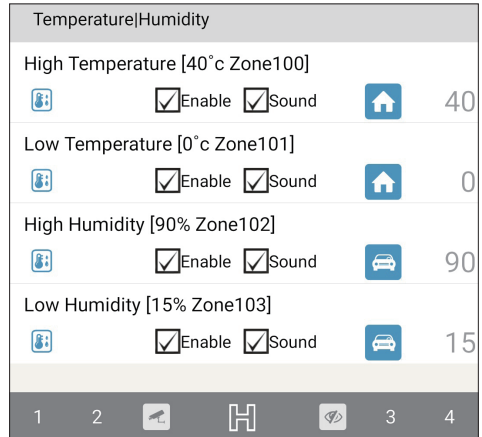 Temperature|Humidity
High Temperature [40°c Zone100]
Enable Sound 40
Low Temperature [0°c Zone101]
Enable Sound 0
High Humidity [90% Zone102]
Enable Sound 90
Low Humidity [15% Zone103]
Enable Sound 15
1 2 H 3 4